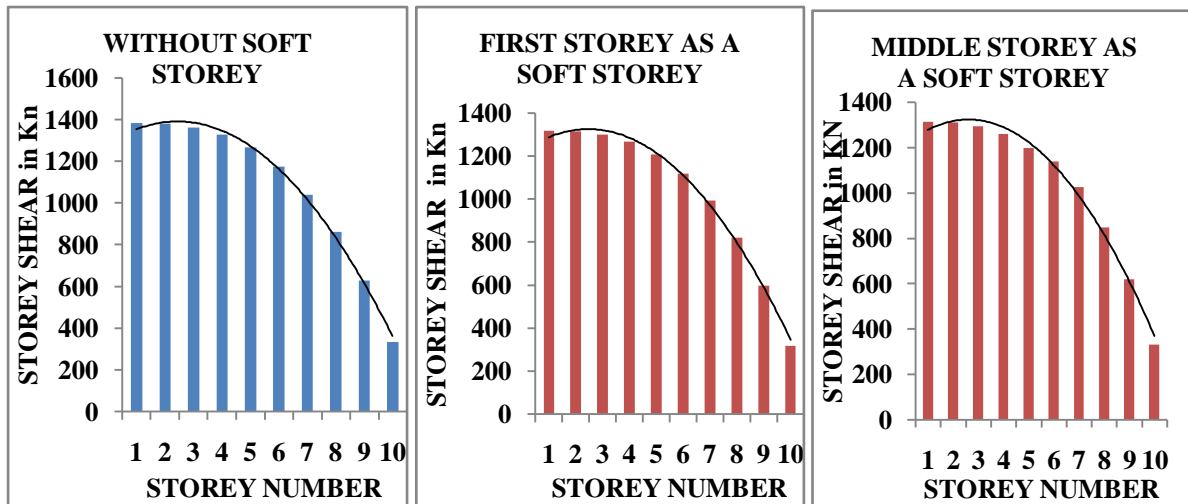 WITHOUT SOFT
STOREY
STOREY SHEAR in Kn
1600
1400
1200
1000
800
600
400
200
0
1 2 3 4 5 6 7 8 9 10
STOREY NUMBER
FIRST STOREY AS A
SOFT STOREY
STOREY SHEAR in Kn
1400
1200
1000
800
600
400
200
0
1 2 3 4 5 6 7 8 9 10
STOREY NUMBER
MIDDLE STOREY AS
A SOFT STOREY
STOREY SHEAR in KN
1400
1200
1000
800
600
400
200
0
1 2 3 4 5 6 7 8 9 10
STOREY NUMBER